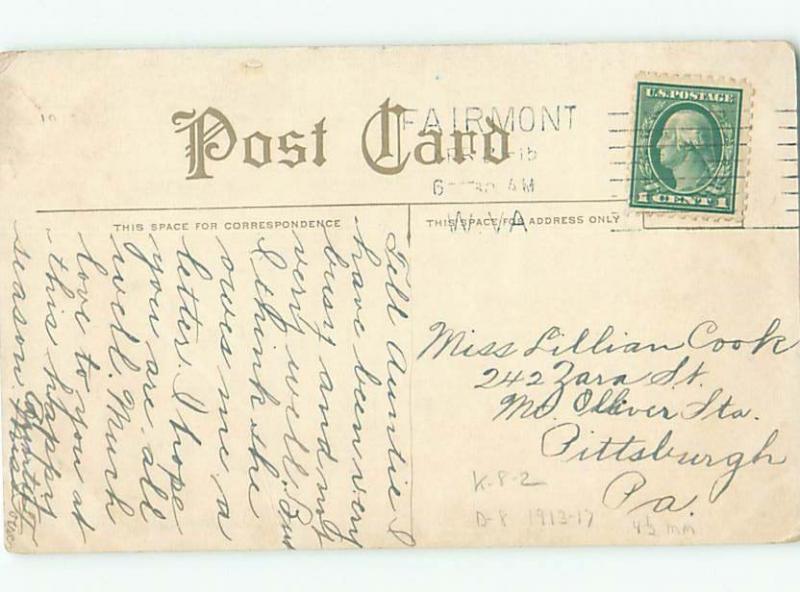 Post Card
FAIRMONT
-15
6 30 AM
W.VA
U.S. POSTAGE
1 CENT 1
THIS SPACE FOR CORRESPONDENCE
THIS SPACE FOR ADDRESS ONLY
Tell Auntie I
have been very
busy and not
very well. But
I think she
owes me a
letter. I hope
you are all
well. Much
love to you at
this happy
season
Miss Lillian Cook
242 Zara St.
Mt. Oliver Sta.
Pittsburgh
Pa.
K-8-2
D-8 1913-17
4½ mm